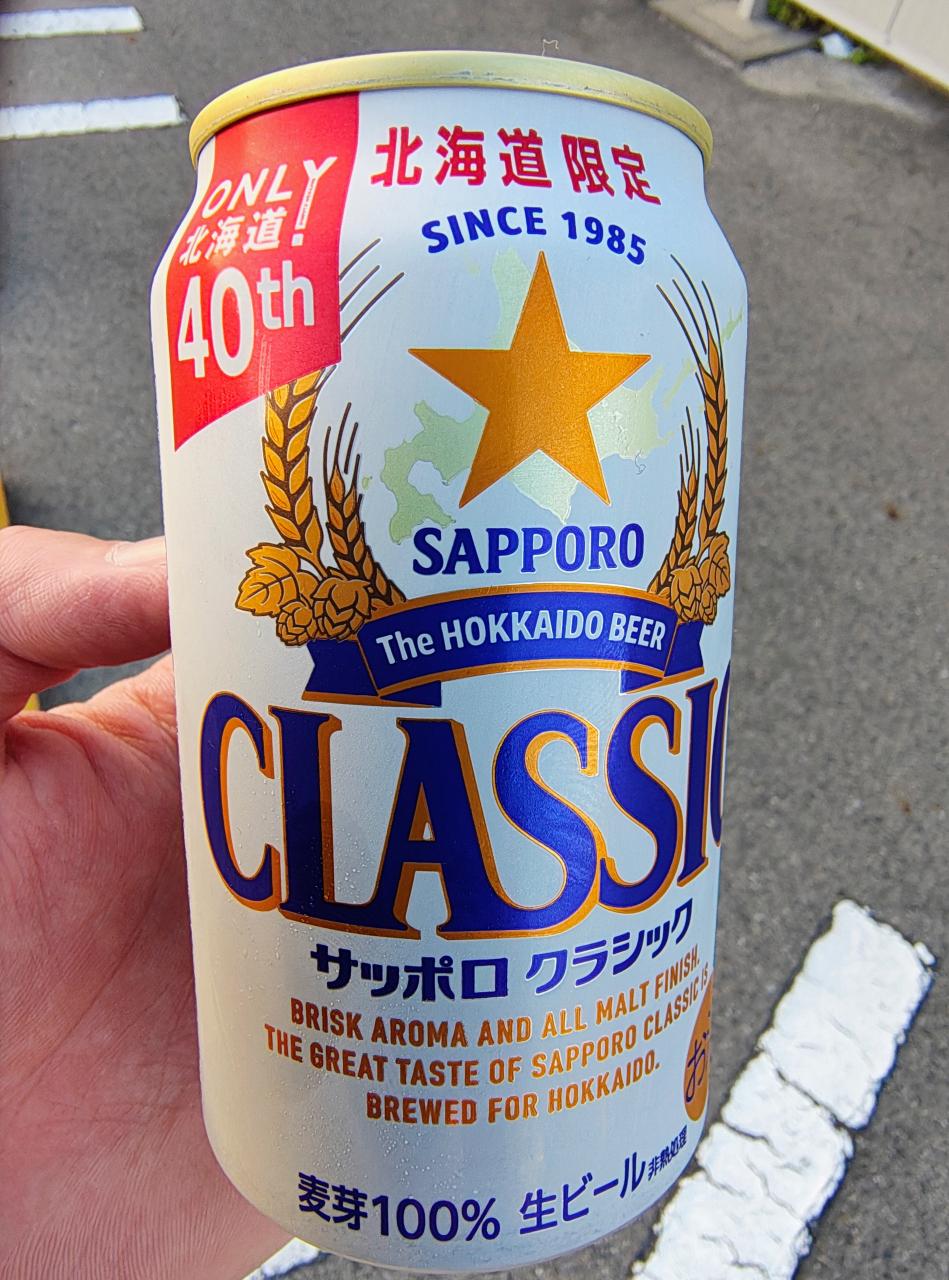 ONLY
北海道!
40th
北海道限定
SINCE 1985
SAPPORO
The HOKKAIDO BEER
CLASSIC
サッポロ クラシック
BRISK AROMA AND ALL MALT FINISH.
THE GREAT TASTE OF SAPPORO CLASSIC IS
BREWED FOR HOKKAIDO.
お
麦芽100% 生ビール 非熱処理